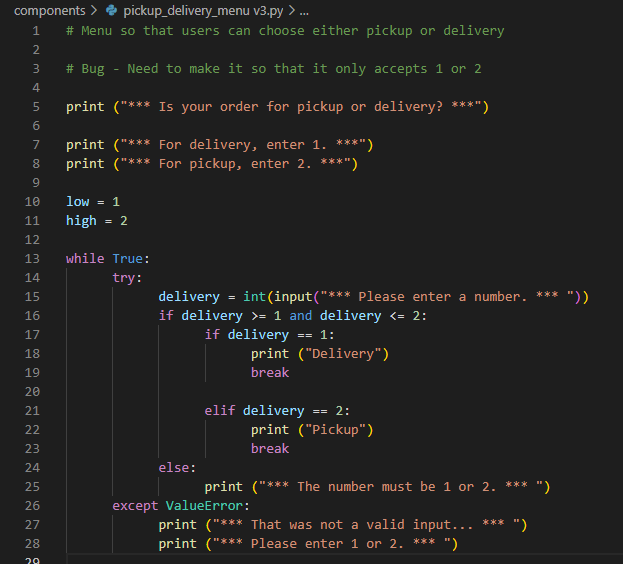 components > pickup_delivery_menu v3.py > ...
1 # Menu so that users can choose either pickup or delivery
2
3 # Bug - Need to make it so that it only accepts 1 or 2
4
5 print ("*** Is your order for pickup or delivery? ***")
6
7 print ("*** For delivery, enter 1. ***")
8 print ("*** For pickup, enter 2. ***")
9
10 low = 1
11 high = 2
12
13 while True:
14     try:
15         delivery = int(input("*** Please enter a number. *** "))
16         if delivery >= 1 and delivery <= 2:
17             if delivery == 1:
18                 print ("Delivery")
19                 break
20
21             elif delivery == 2:
22                 print ("Pickup")
23                 break
24         else:
25             print ("*** The number must be 1 or 2. *** ")
26     except ValueError:
27         print ("*** That was not a valid input... *** ")
28         print ("*** Please enter 1 or 2. *** ")
29